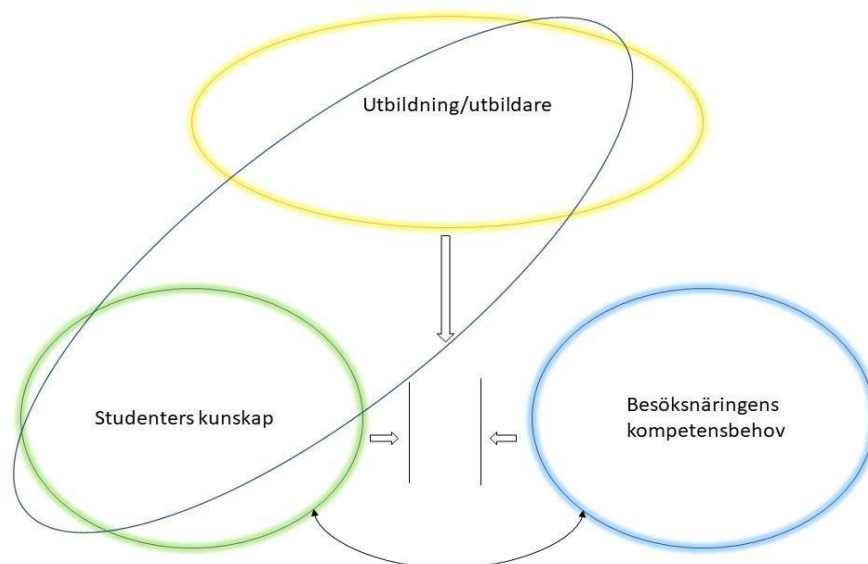 Utbildning/utbildare
Studenters kunskap
Besöksnäringens
kompetensbehov